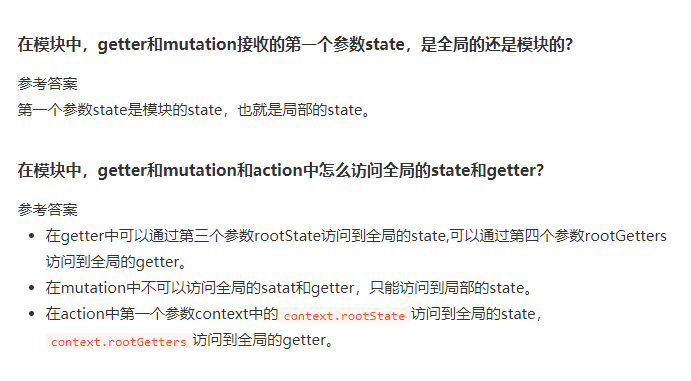 在模块中，getter和mutation接收的第一个参数state，是全局的还是模块的？
参考答案
第一个参数state是模块的state，也就是局部的state。
在模块中，getter和mutation和action中怎么访问全局的state和getter？
参考答案
• 在getter中可以通过第三个参数rootState访问到全局的state,可以通过第四个参数rootGetters
访问到全局的getter。
• 在mutation中不可以访问全局的satat和getter，只能访问到局部的state。
• 在action中第一个参数context中的 context.rootState 访问到全局的state，
context.rootGetters 访问到全局的getter。